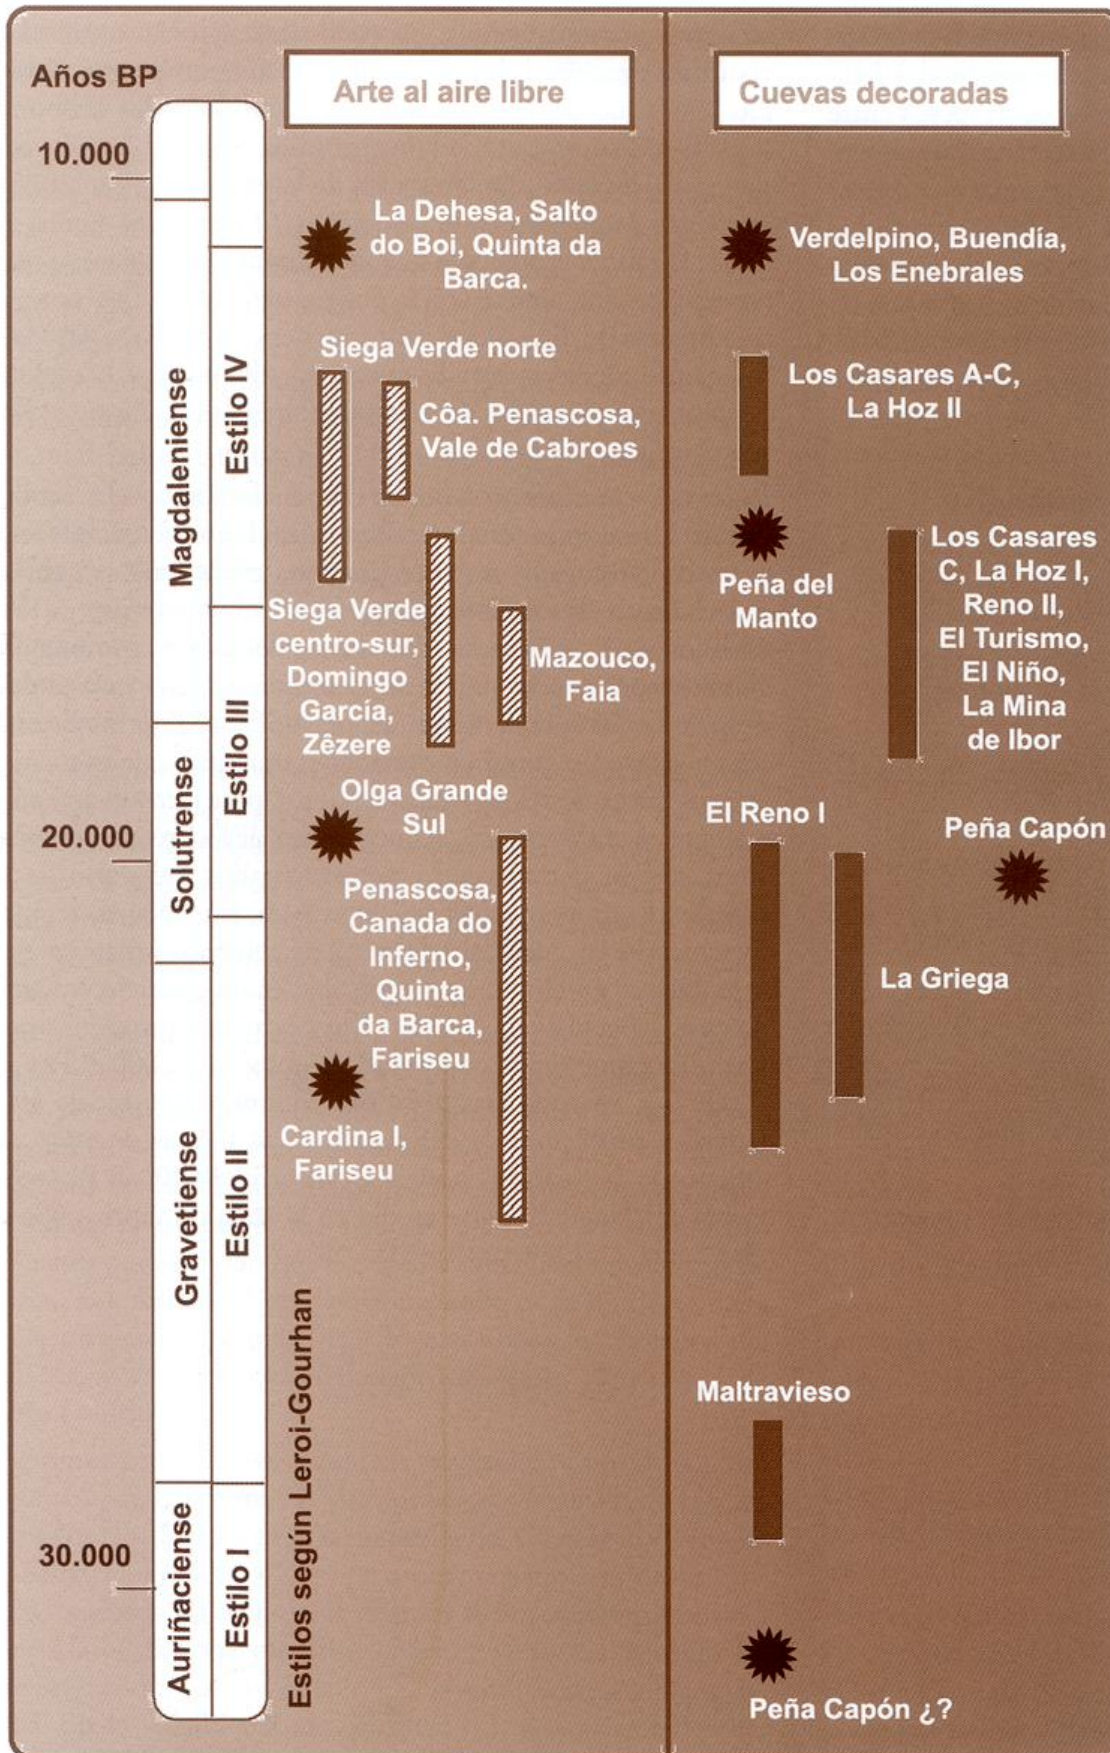 Años BP
10.000
20.000
30.000
Magdaleniense
Solutrense
Gravetiense
Auriñaciense
Estilo IV
Estilo III
Estilo II
Estilo I
Estilos según Leroi-Gourhan
Arte al aire libre
La Dehesa, Salto
do Boi, Quinta da
Barca.
Siega Verde norte
Côa. Penascosa,
Vale de Cabroes
Siega Verde
centro-sur,
Domingo
García,
Zêzere
Mazouco,
Faia
Olga Grande
Sul
Penascosa,
Canada do
Inferno,
Quinta
da Barca,
Fariseu
Cardina I,
Fariseu
Cuevas decoradas
Verdelpino, Buendía,
Los Enebrales
Los Casares A-C,
La Hoz II
Peña del
Manto
Los Casares
C, La Hoz I,
Reno II,
El Turismo,
El Niño,
La Mina
de Ibor
El Reno I
Peña Capón
La Griega
Maltravieso
Peña Capón ¿?